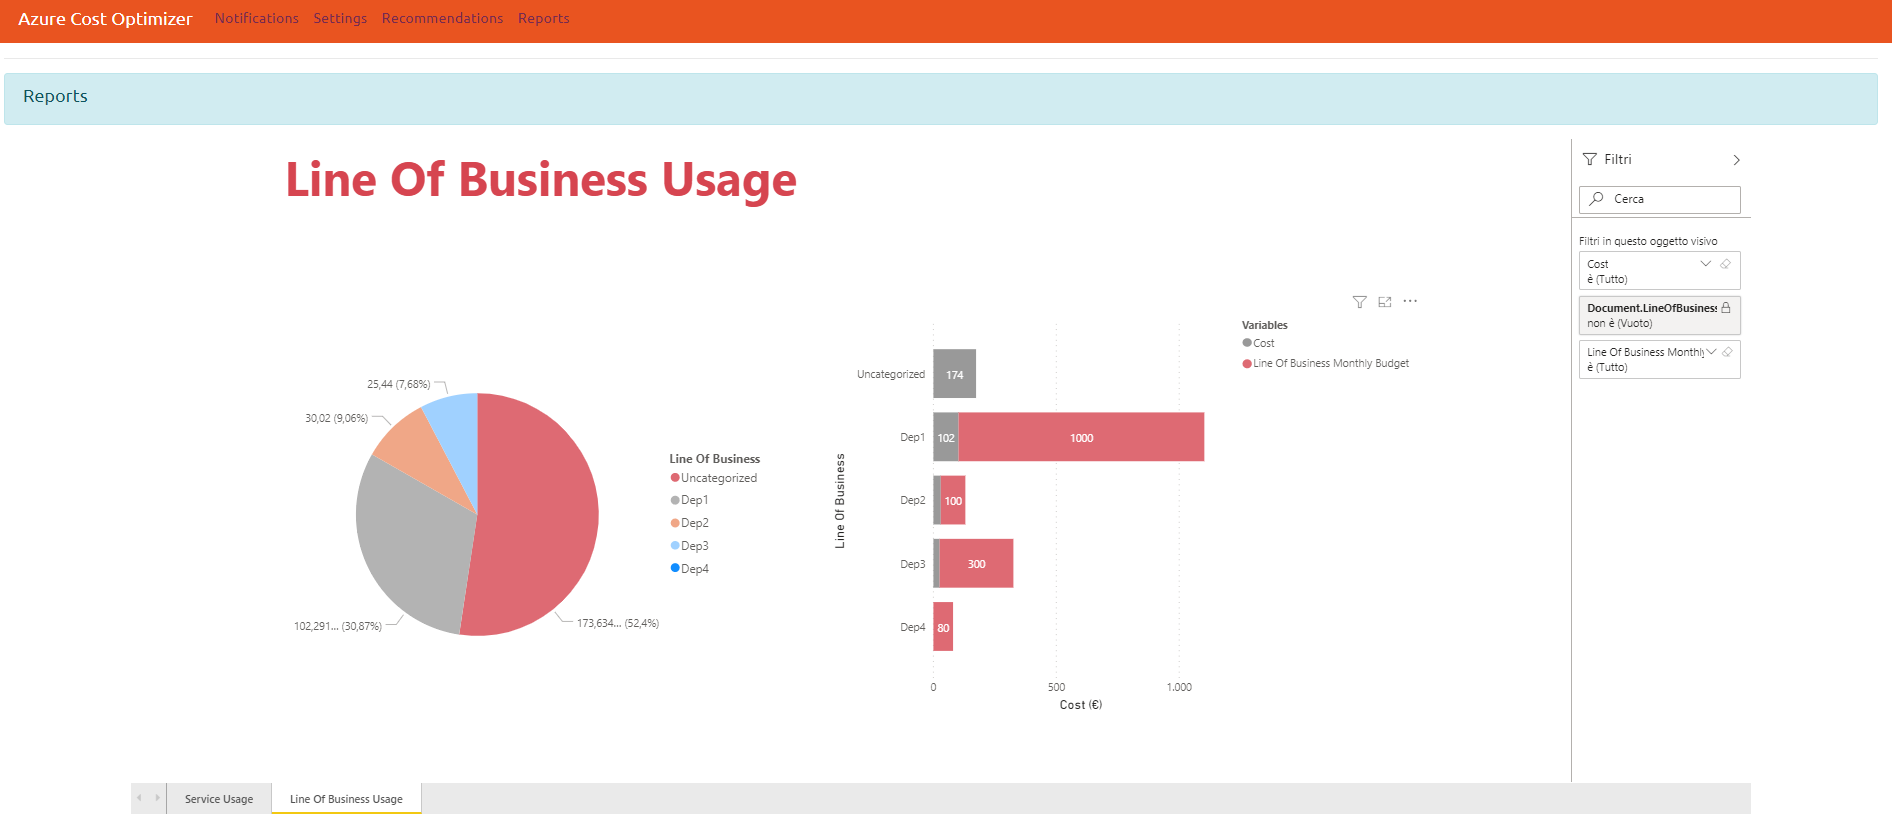 Azure Cost Optimizer Notifications Settings Recommendations Reports
Reports
Line Of Business Usage
25,44 (7,68%)
30,02 (9,06%)
102,291... (30,87%)
173,634... (52,4%)
Line Of Business
Uncategorized
Dep1
Dep2
Dep3
Dep4
Variables
Cost
Line Of Business Monthly Budget
Line Of Business
Uncategorized 174
Dep1 102 1000
Dep2 100
Dep3 300
Dep4 80
0 500 1.000
Cost (€)
Filtri
Cerca
Filtri in questo oggetto visivo
Cost
è (Tutto)
Document.LineOfBusiness
non è (Vuoto)
Line Of Business Monthly
è (Tutto)
Service Usage Line Of Business Usage